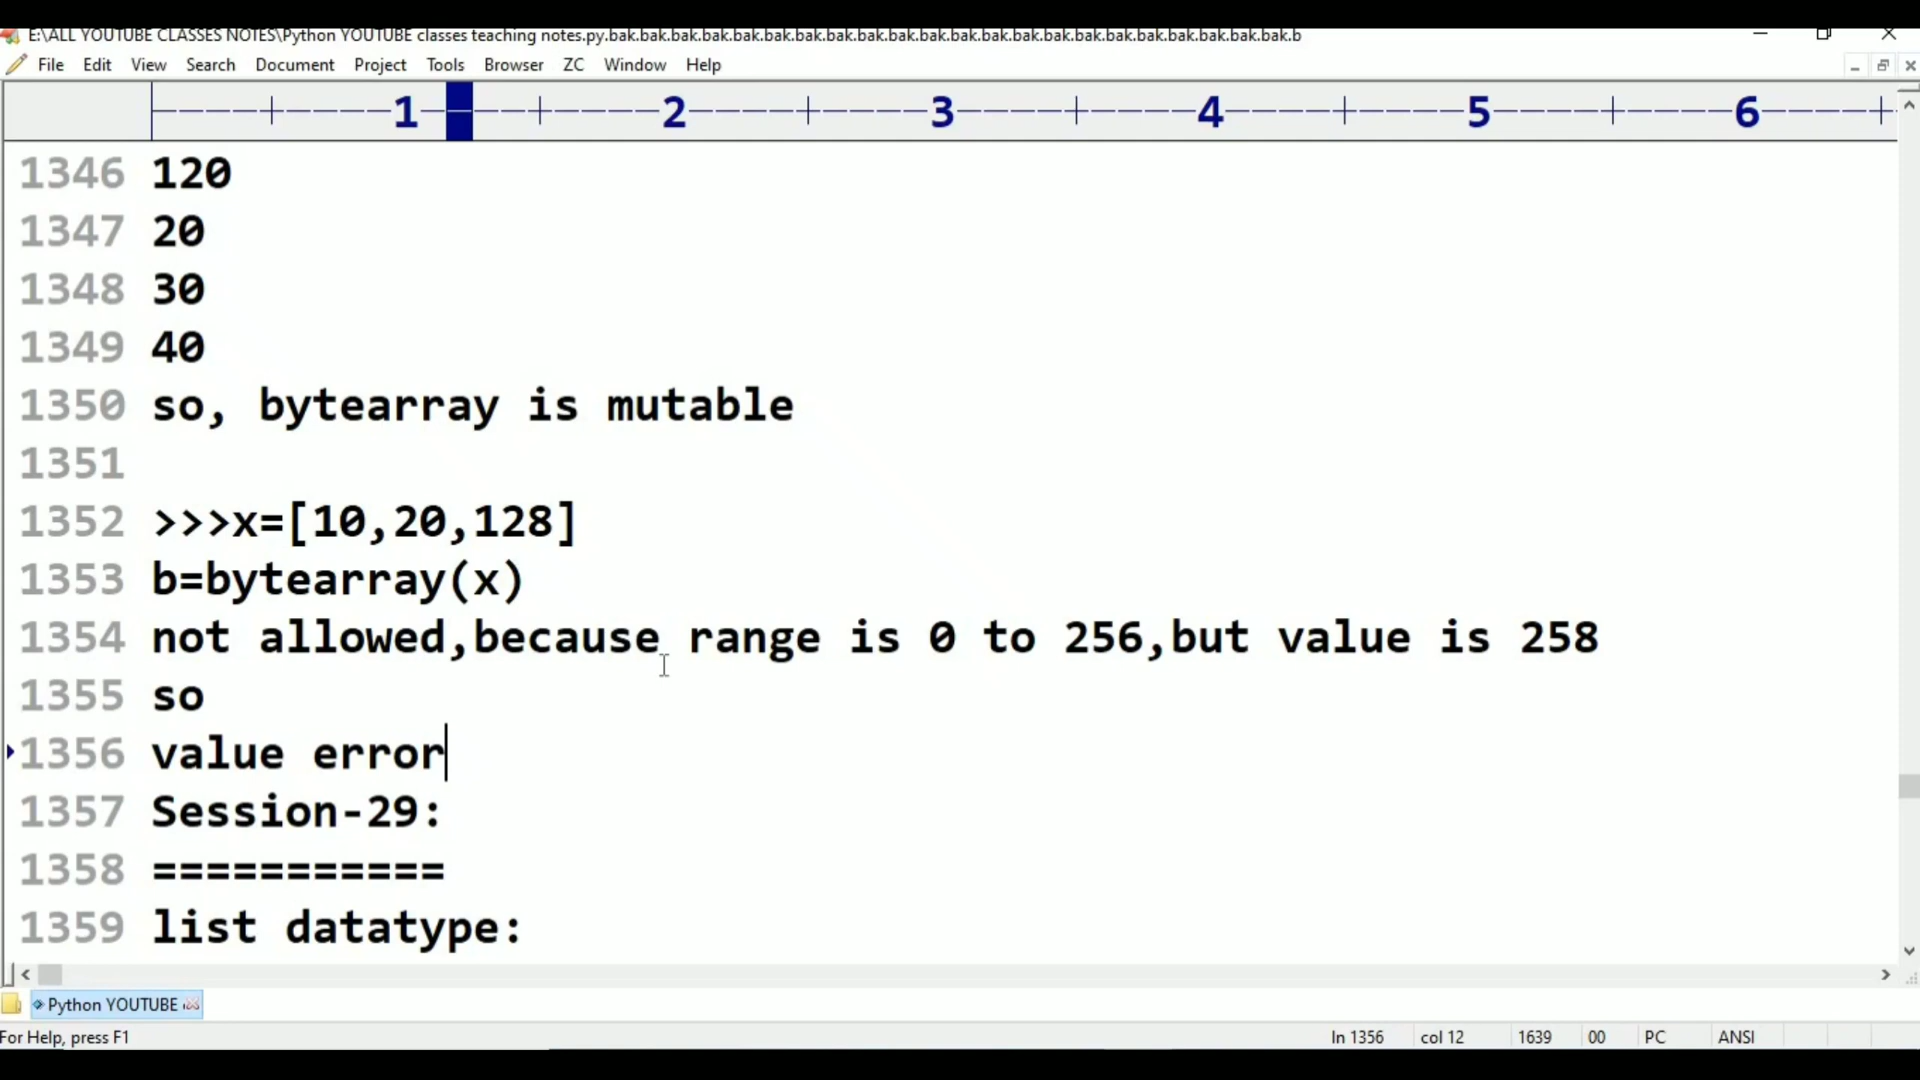 E:\ALL YOUTUBE CLASSES NOTES\Python YOUTUBE classes teaching notes.py.bak.bak.bak.bak.bak.bak.bak.bak.bak.bak.bak.bak.bak.bak.bak.bak.bak.bak.bak.bak.bak.bak.b
File Edit View Search Document Project Tools Browser ZC Window Help
1 2 3 4 5 6
1346 120
1347 20
1348 30
1349 40
1350 so, bytearray is mutable
1351
1352 >>>x=[10,20,128]
1353 b=bytearray(x)
1354 not allowed,because range is 0 to 256,but value is 258
1355 so
1356 value error
1357 Session-29:
1358 ===========
1359 list datatype:
Python YOUTUBE
For Help, press F1 ln 1356 col 12 1639 00 PC ANSI